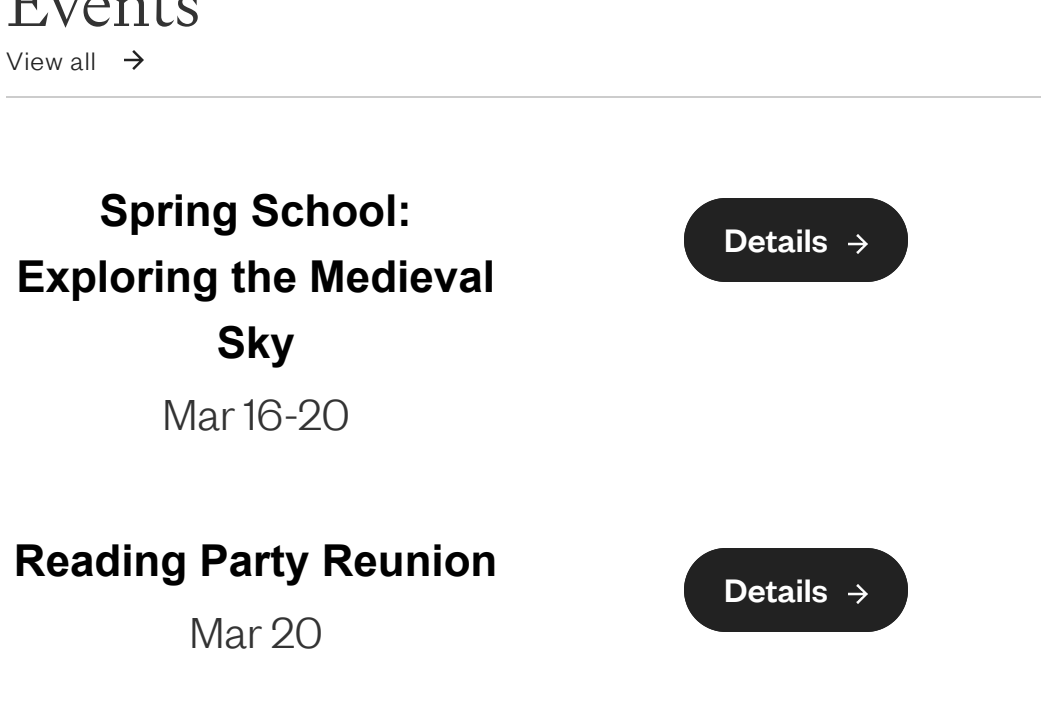 Events
View all →
Spring School:
Exploring the Medieval
Sky
Mar 16-20
Details →
Reading Party Reunion
Mar 20
Details →